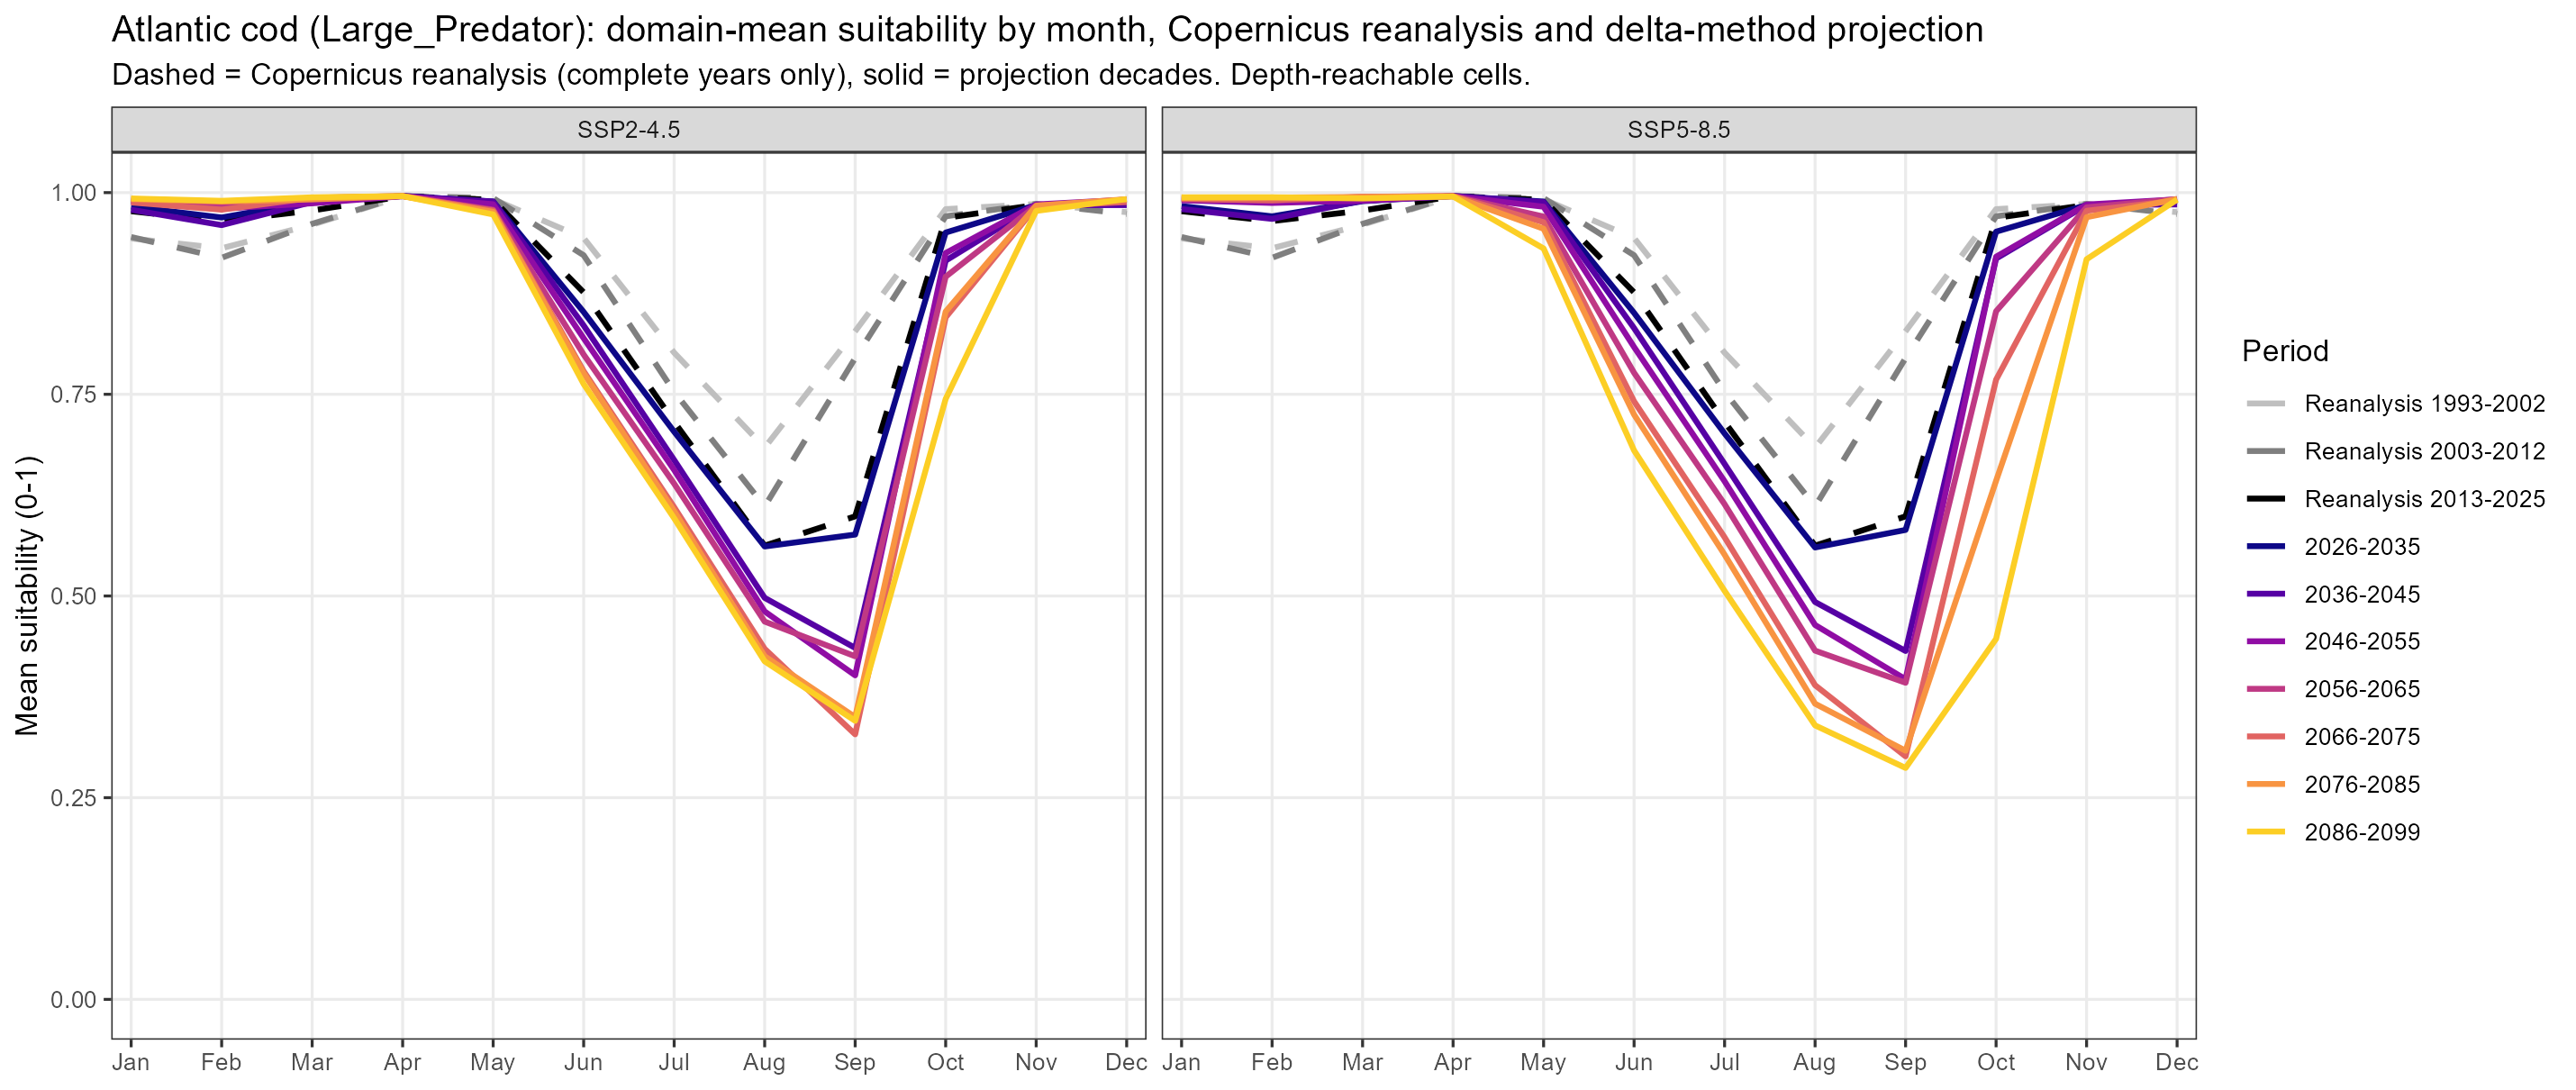 Atlantic cod (Large_Predator): domain-mean suitability by month, Copernicus reanalysis and delta-method projection
Dashed = Copernicus reanalysis (complete years only), solid = projection decades. Depth-reachable cells.
SSP2-4.5
SSP5-8.5
Mean suitability (0-1)
1.00
0.75
0.50
0.25
0.00
Jan Feb Mar Apr May Jun Jul Aug Sep Oct Nov Dec
Jan Feb Mar Apr May Jun Jul Aug Sep Oct Nov Dec
Period
Reanalysis 1993-2002
Reanalysis 2003-2012
Reanalysis 2013-2025
2026-2035
2036-2045
2046-2055
2056-2065
2066-2075
2076-2085
2086-2099